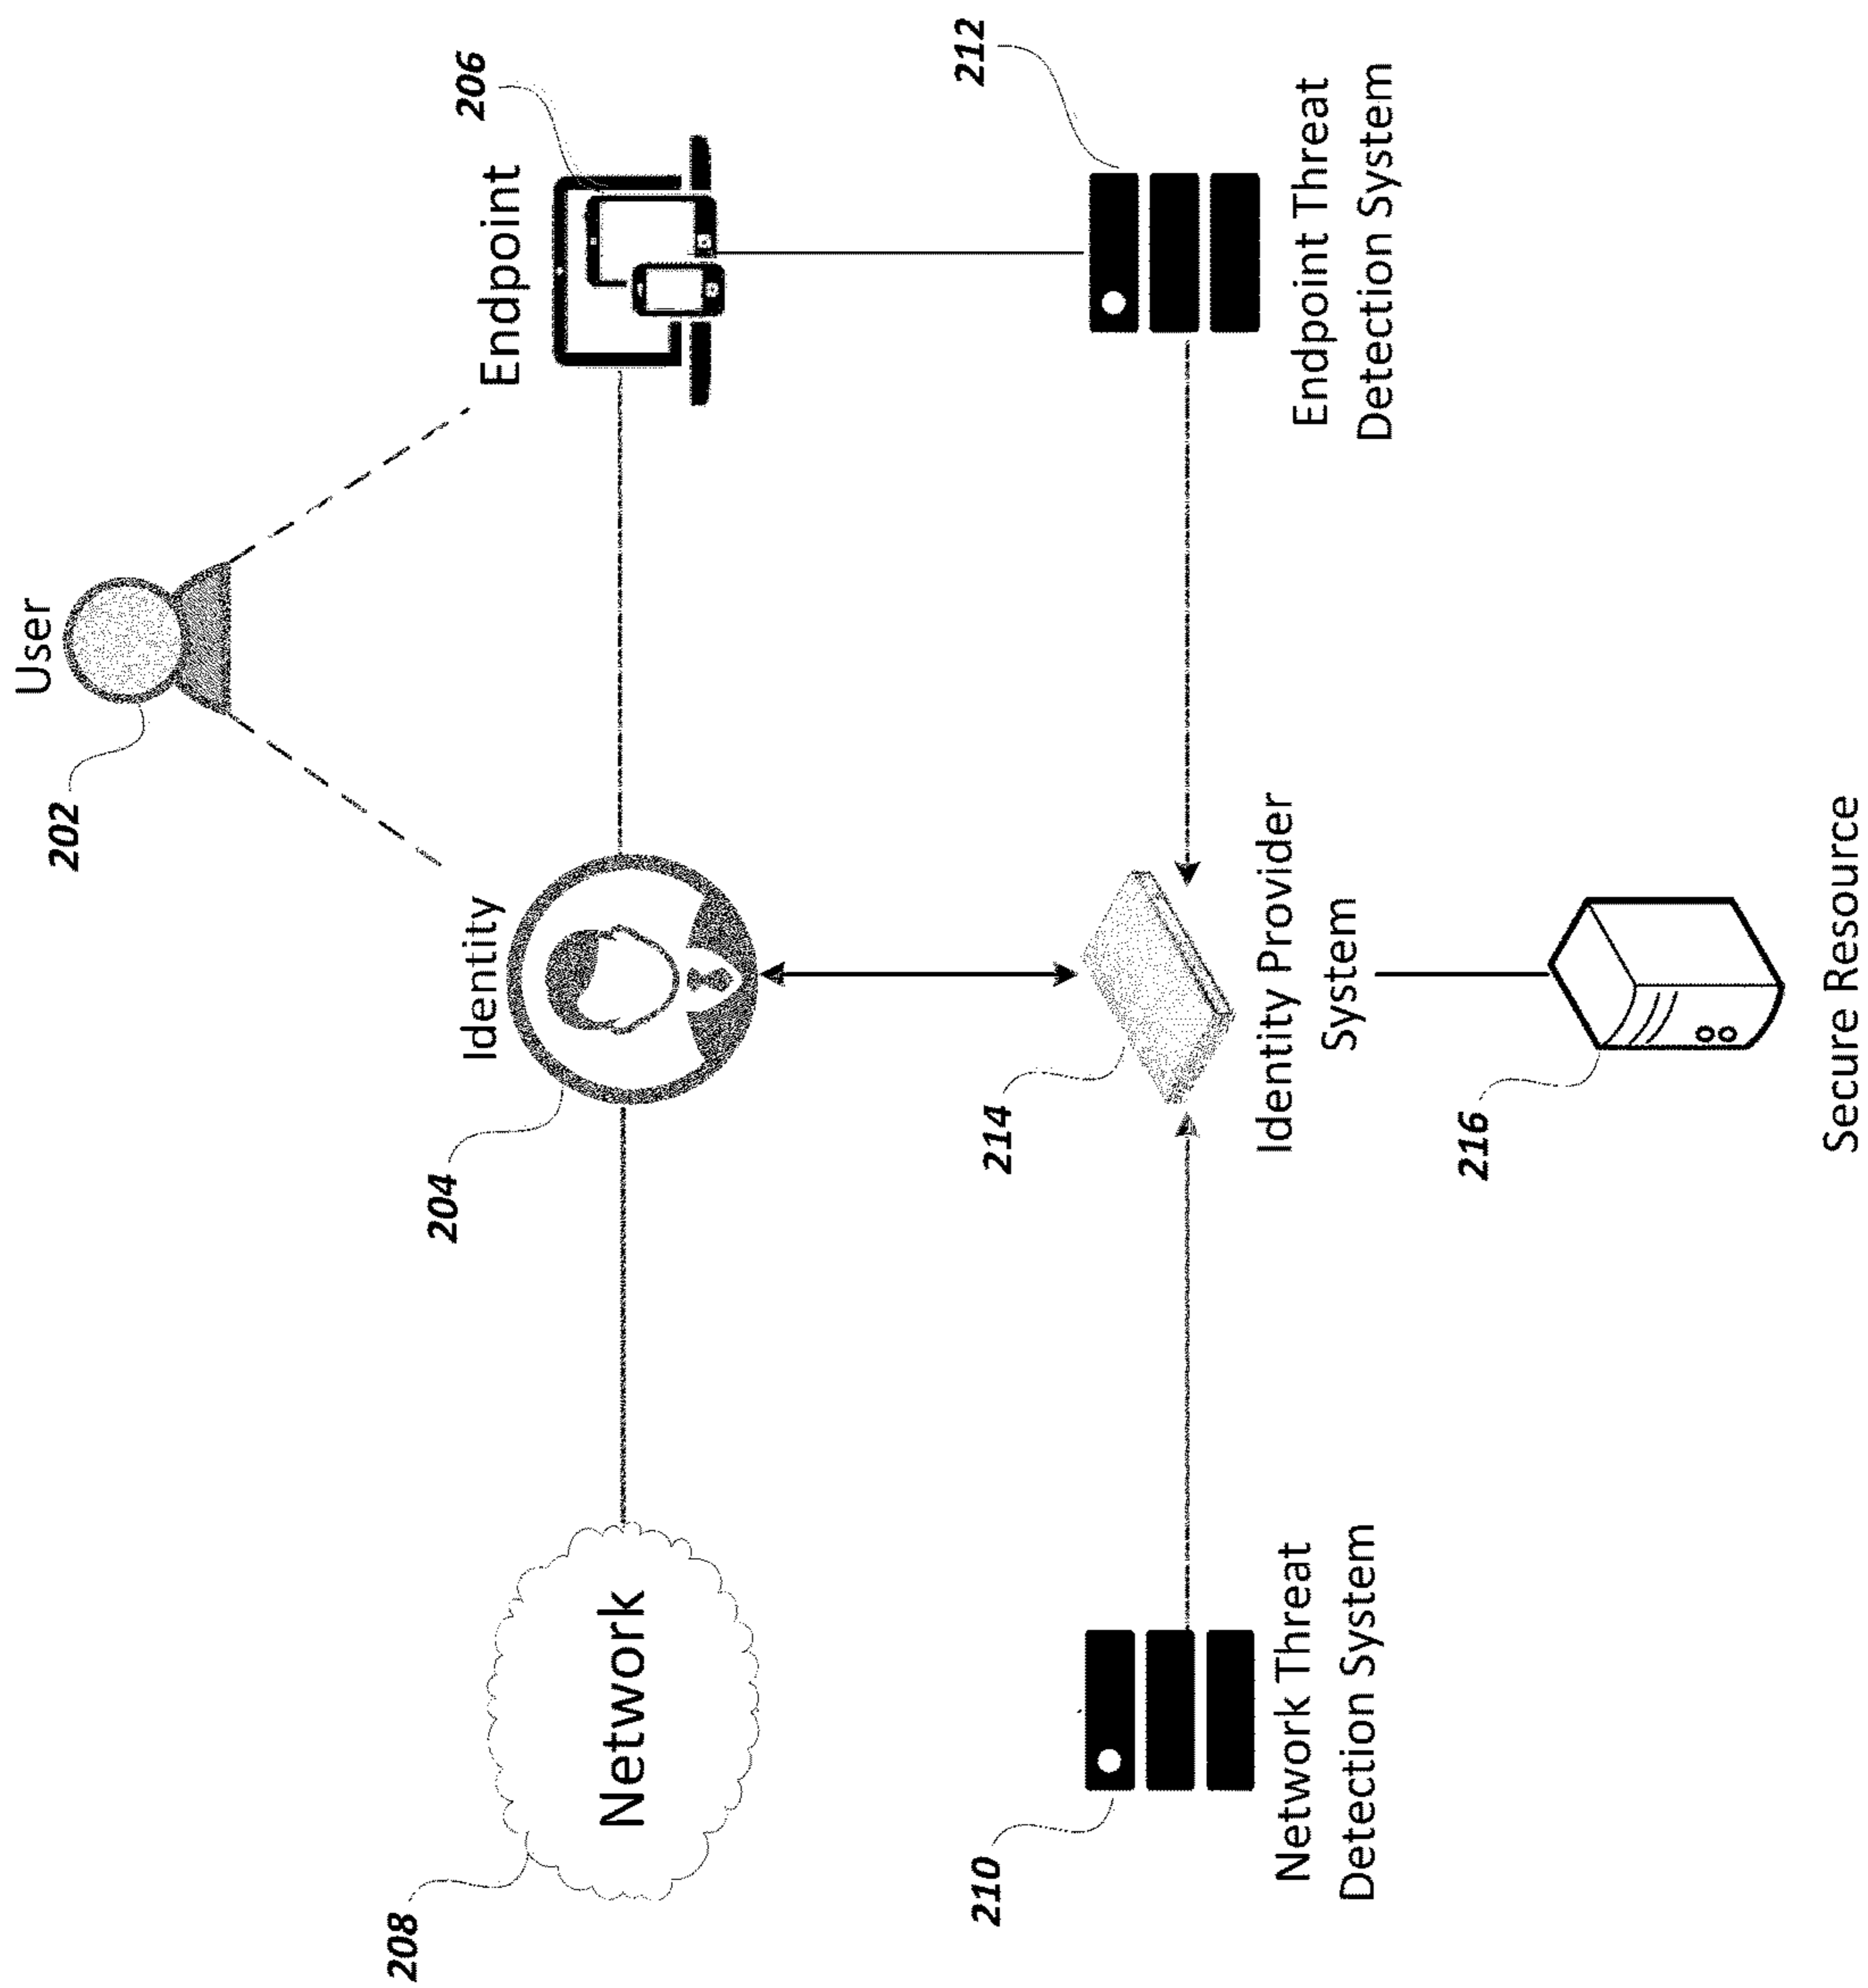 User
202
Endpoint
206
Identity
204
Network
208
212
Endpoint Threat
Detection System
214
Identity Provider
System
210
Network Threat
Detection System
216
Secure Resource